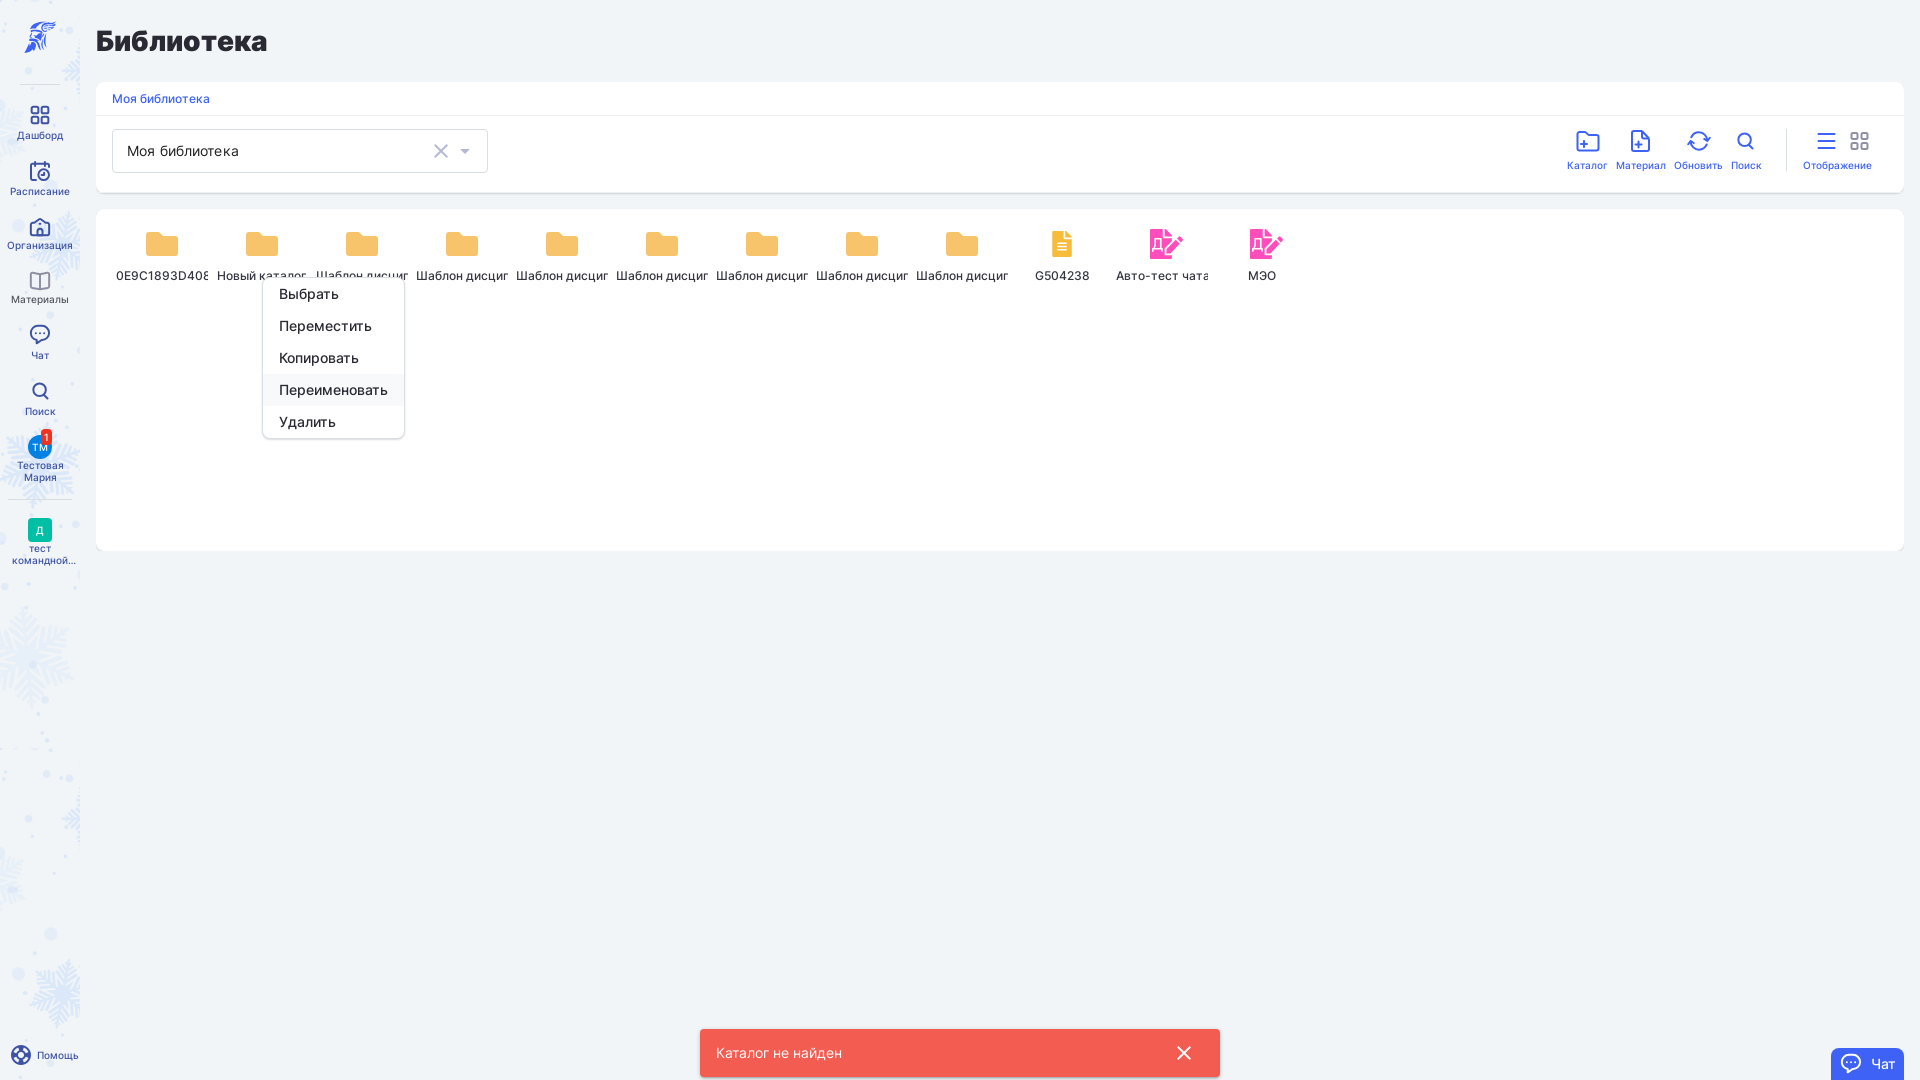 Библиотека
Моя библиотека
Моя библиотека
Каталог
Материал
Обновить
Поиск
Отображение
Дашборд
Расписание
Организация
Материалы
Чат
Поиск
ТМ
1
Тестовая
Мария
Д
тест
командной...
Помощь
0E9C1893D408
Новый каталог
Шаблон дисцип
Шаблон дисцип
Шаблон дисцип
Шаблон дисцип
Шаблон дисцип
Шаблон дисцип
Шаблон дисцип
G504238
Авто-тест чата
МЭО
Выбрать
Переместить
Копировать
Переименовать
Удалить
Каталог не найден
Чат